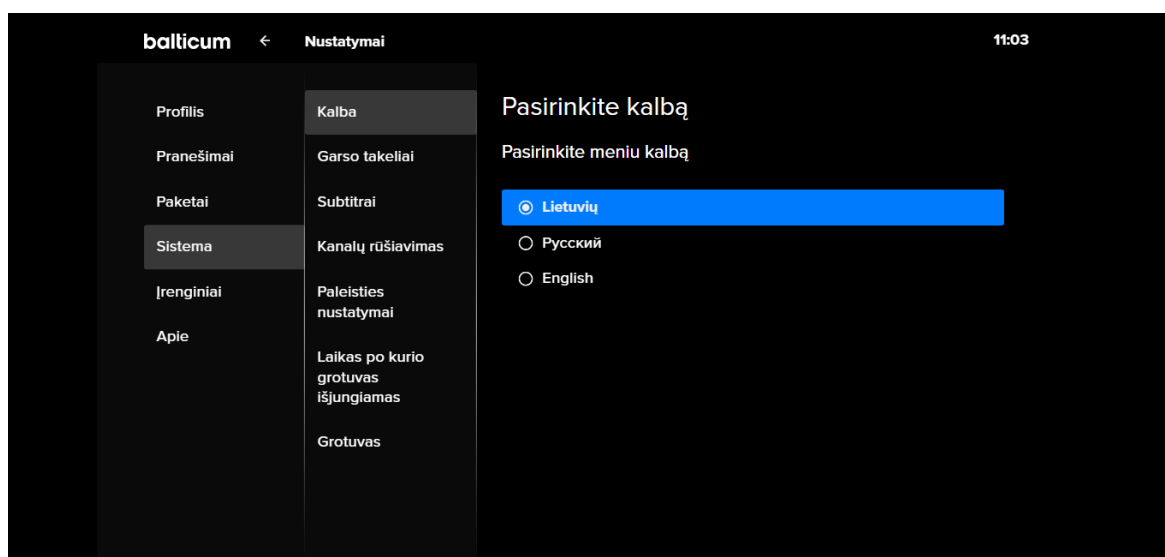 balticum ← Nustatymai 11:03
Profilis
Pranešimai
Paketai
Sistema
Įrenginiai
Apie
Kalba
Garso takeliai
Subtitrai
Kanalų rūšiavimas
Paleisties
nustatymai
Laikas po kurio
grotuvas
išjungiamas
Grotuvas
Pasirinkite kalbą
Pasirinkite meniu kalbą
Lietuvių
Русский
English